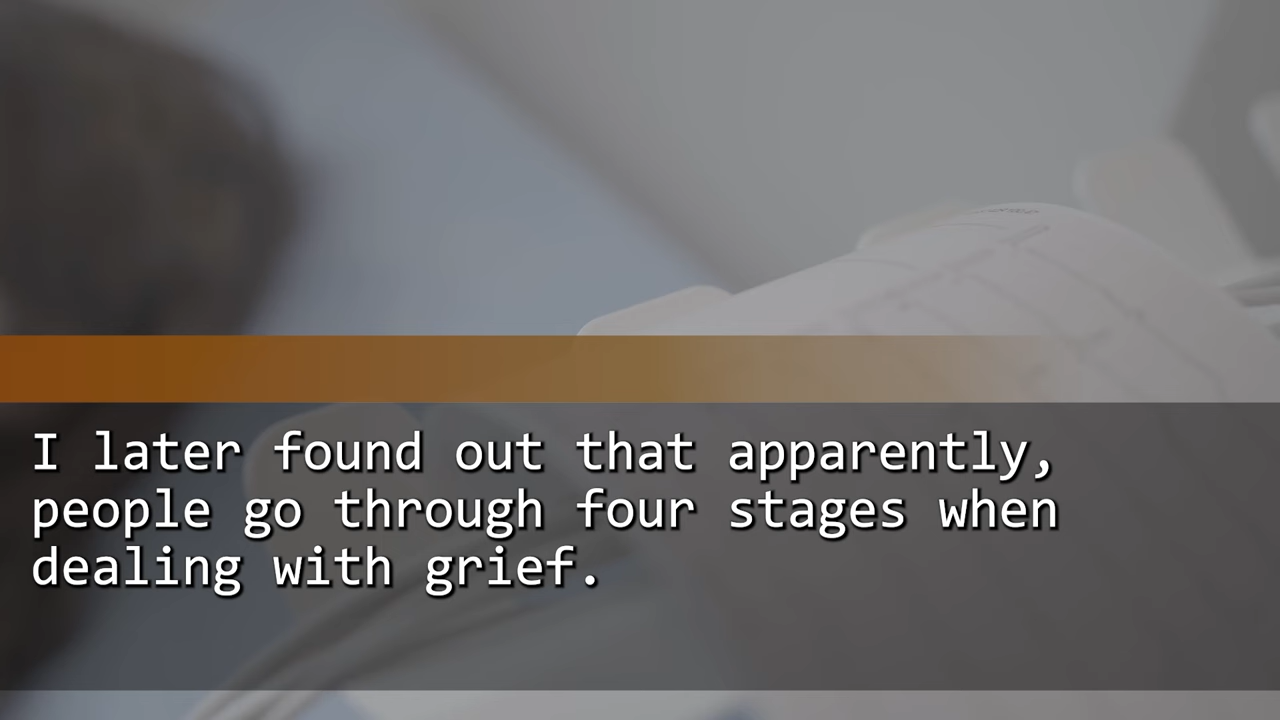 I later found out that apparently,
people go through four stages when
dealing with grief.